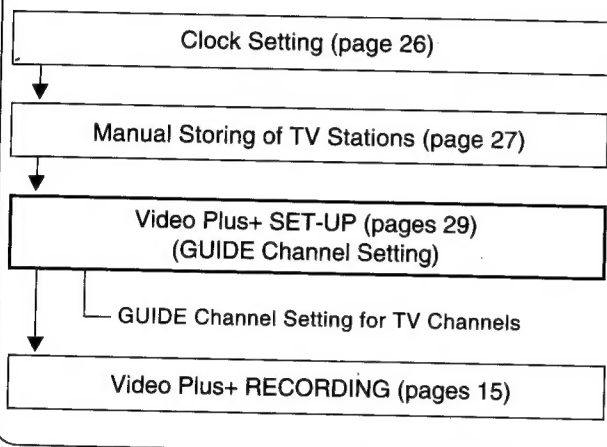 Clock Setting (page 26)
Manual Storing of TV Stations (page 27)
Video Plus+ SET-UP (pages 29)
(GUIDE Channel Setting)
GUIDE Channel Setting for TV Channels
Video Plus+ RECORDING (pages 15)